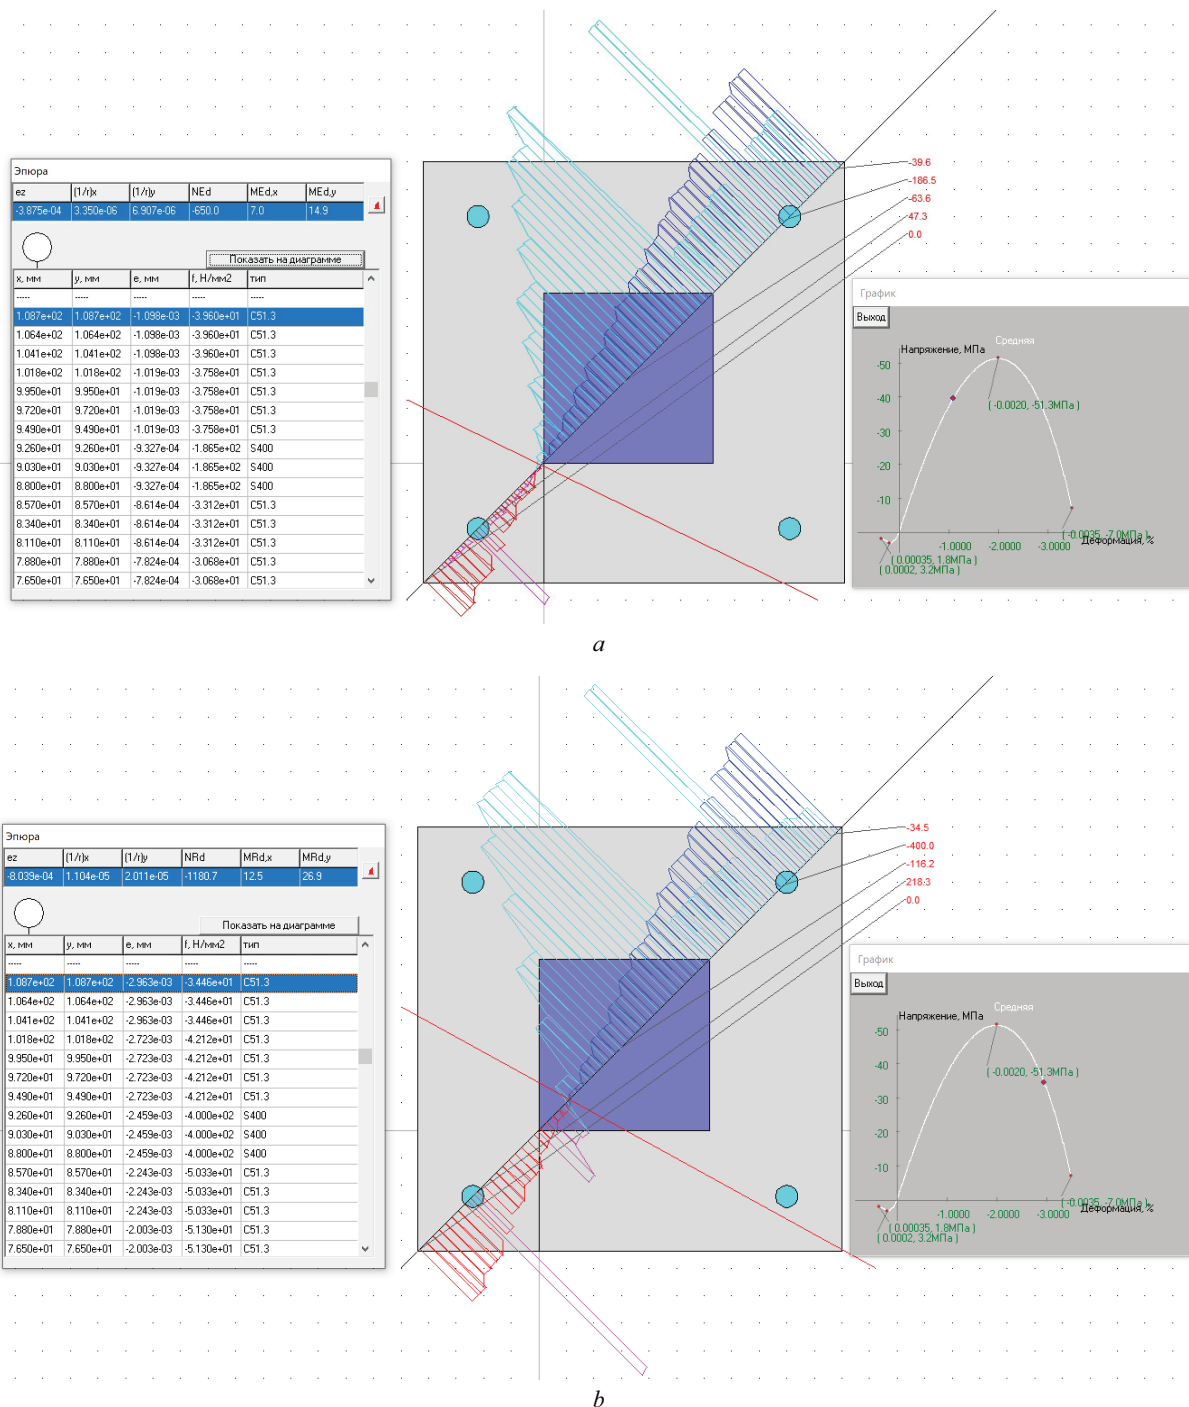 Эпюра
ez (1/r)x (1/r)y NEd MEd,x MEd,y
-3.875e-04 3.350e-06 6.907e-06 -650.0 7.0 14.9
Показать на диаграмме
x, мм y, мм e, мм f, Н/мм2 тип
----- ----- ----- ----- -----
1.087e+02 1.087e+02 -1.098e-03 -3.960e+01 C51.3
1.064e+02 1.064e+02 -1.098e-03 -3.960e+01 C51.3
1.041e+02 1.041e+02 -1.098e-03 -3.960e+01 C51.3
1.018e+02 1.018e+02 -1.019e-03 -3.758e+01 C51.3
9.950e+01 9.950e+01 -1.019e-03 -3.758e+01 C51.3
9.720e+01 9.720e+01 -1.019e-03 -3.758e+01 C51.3
9.490e+01 9.490e+01 -1.019e-03 -3.758e+01 C51.3
9.260e+01 9.260e+01 -9.327e-04 -1.865e+02 S400
9.030e+01 9.030e+01 -9.327e-04 -1.865e+02 S400
8.800e+01 8.800e+01 -9.327e-04 -1.865e+02 S400
8.570e+01 8.570e+01 -8.614e-04 -3.312e+01 C51.3
8.340e+01 8.340e+01 -8.614e-04 -3.312e+01 C51.3
8.110e+01 8.110e+01 -8.614e-04 -3.312e+01 C51.3
7.880e+01 7.880e+01 -7.824e-04 -3.068e+01 C51.3
7.650e+01 7.650e+01 -7.824e-04 -3.068e+01 C51.3
-39.6
-186.5
-63.6
47.3
0.0
График
Выход
Средняя
Напряжение, МПа
-50
-40
-30
-20
-10
( -0.0020, -51.3МПа )
( -0.0035, -7.0МПа )
-1.0000 -2.0000 -3.0000 Деформация, %
( 0.00035, 1.8МПа )
( 0.0002, 3.2МПа )
a
Эпюра
ez (1/r)x (1/r)y NRd MRd,x MRd,y
-8.039e-04 1.104e-05 2.011e-05 -1180.7 12.5 26.9
Показать на диаграмме
x, мм y, мм e, мм f, Н/мм2 тип
----- ----- ----- ----- -----
1.087e+02 1.087e+02 -2.963e-03 -3.446e+01 C51.3
1.064e+02 1.064e+02 -2.963e-03 -3.446e+01 C51.3
1.041e+02 1.041e+02 -2.963e-03 -3.446e+01 C51.3
1.018e+02 1.018e+02 -2.723e-03 -4.212e+01 C51.3
9.950e+01 9.950e+01 -2.723e-03 -4.212e+01 C51.3
9.720e+01 9.720e+01 -2.723e-03 -4.212e+01 C51.3
9.490e+01 9.490e+01 -2.723e-03 -4.212e+01 C51.3
9.260e+01 9.260e+01 -2.459e-03 -4.000e+02 S400
9.030e+01 9.030e+01 -2.459e-03 -4.000e+02 S400
8.800e+01 8.800e+01 -2.459e-03 -4.000e+02 S400
8.570e+01 8.570e+01 -2.243e-03 -5.033e+01 C51.3
8.340e+01 8.340e+01 -2.243e-03 -5.033e+01 C51.3
8.110e+01 8.110e+01 -2.243e-03 -5.033e+01 C51.3
7.880e+01 7.880e+01 -2.003e-03 -5.130e+01 C51.3
7.650e+01 7.650e+01 -2.003e-03 -5.130e+01 C51.3
-34.5
-400.0
-116.2
218.3
0.0
График
Выход
Средняя
Напряжение, МПа
-50
-40
-30
-20
-10
( -0.0020, -51.3МПа )
( -0.0035, -7.0МПа )
-1.0000 -2.0000 -3.0000 Деформация, %
( 0.00035, 1.8МПа )
( 0.0002, 3.2МПа )
b